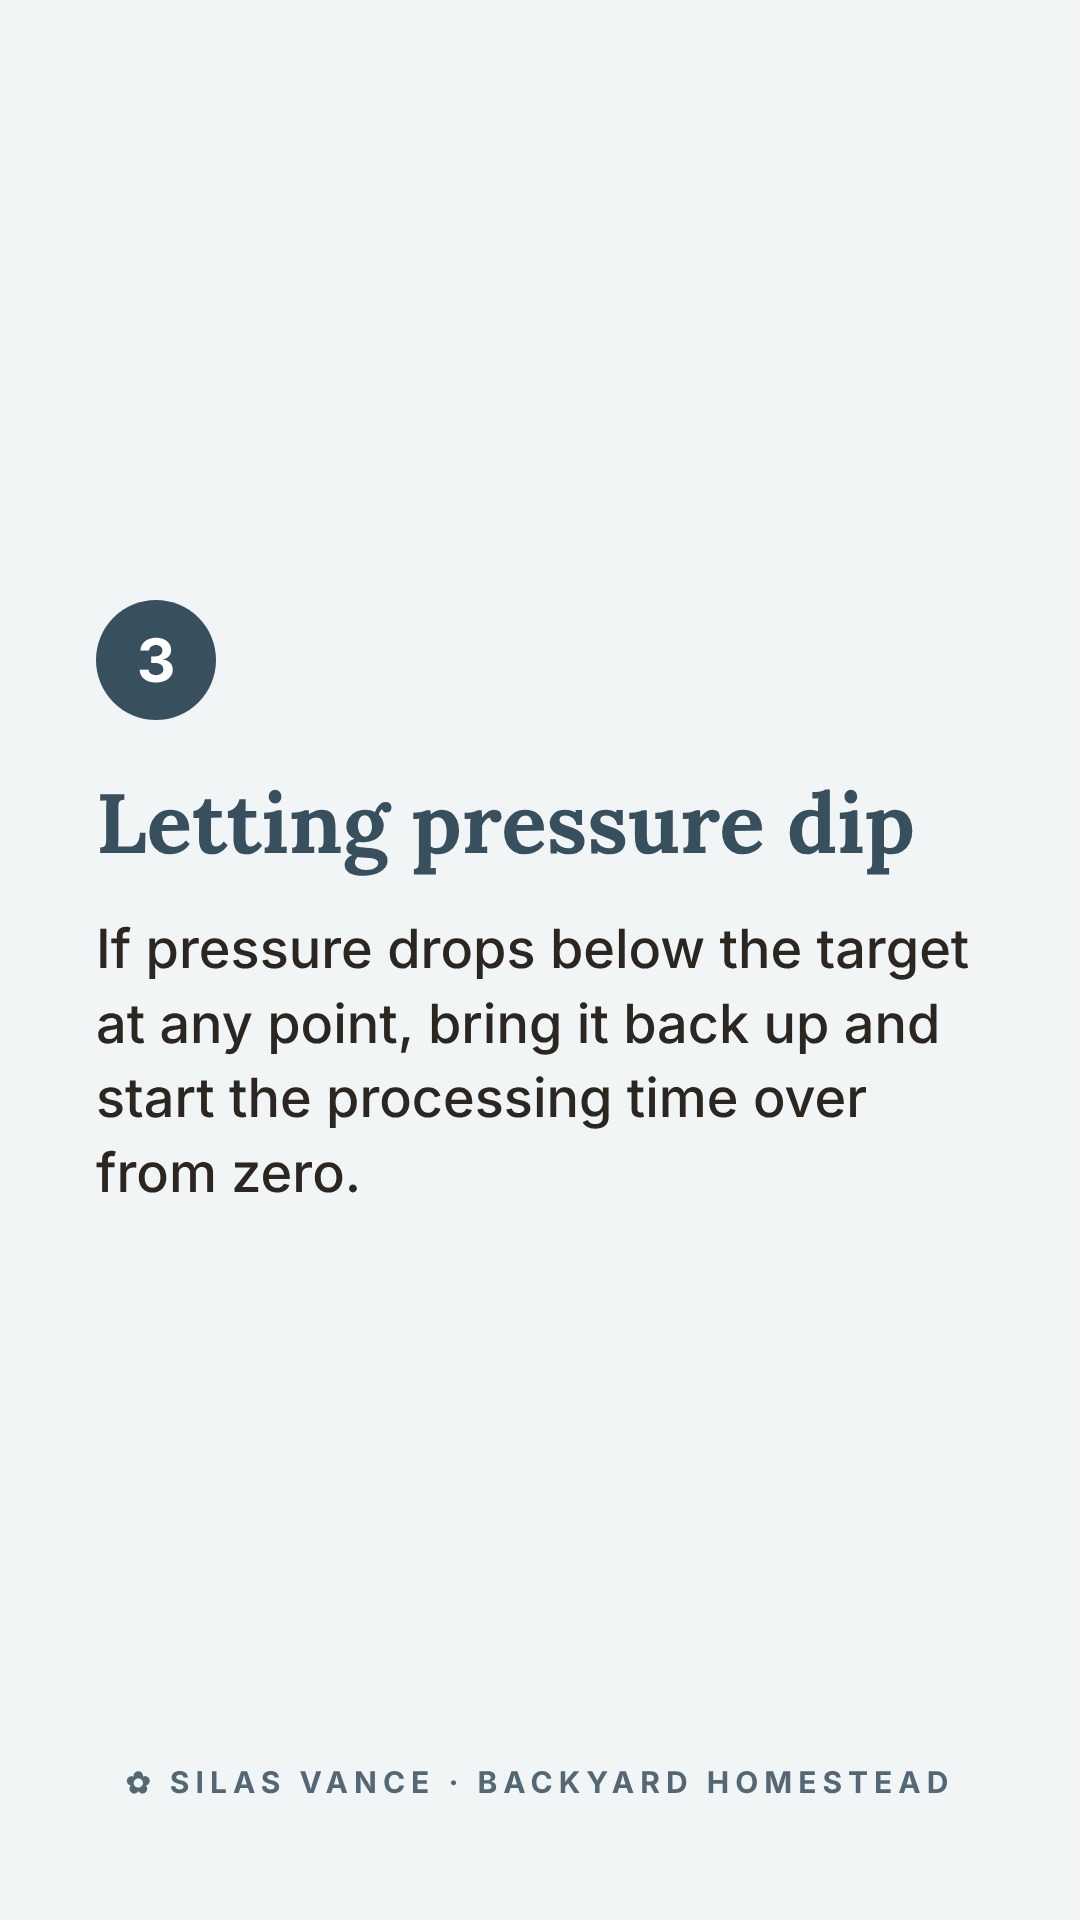 3
Letting pressure dip
If pressure drops below the target
at any point, bring it back up and
start the processing time over
from zero.
✿ SILAS VANCE · BACKYARD HOMESTEAD